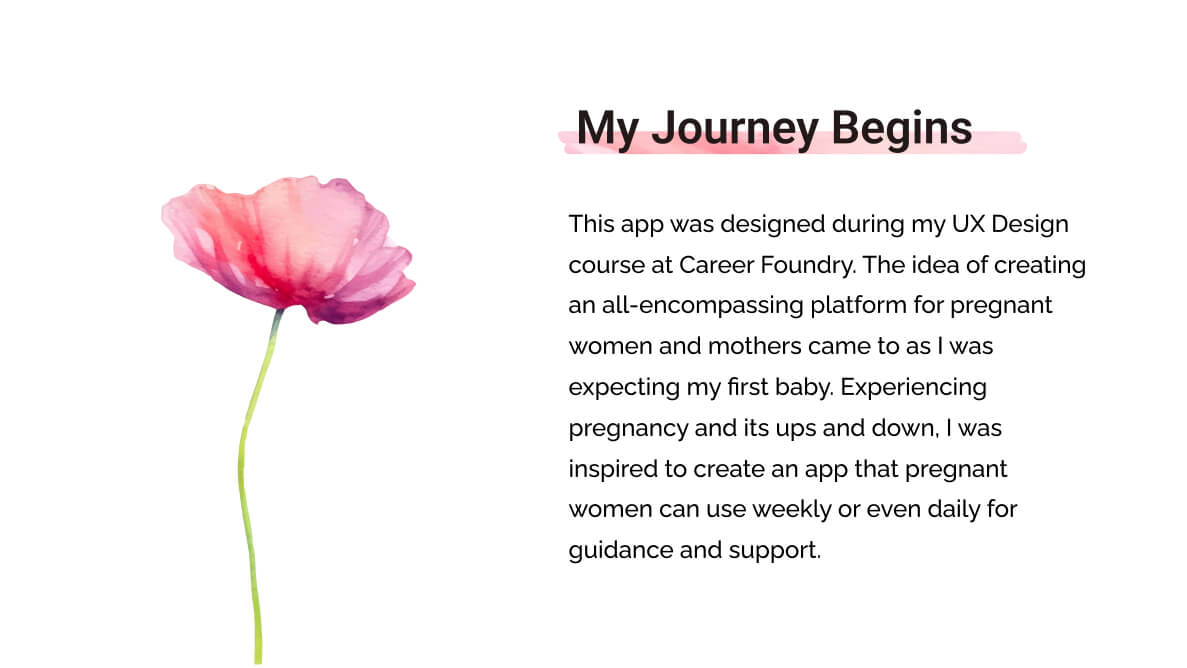 My Journey Begins
This app was designed during my UX Design
course at Career Foundry. The idea of creating
an all-encompassing platform for pregnant
women and mothers came to as I was
expecting my first baby. Experiencing
pregnancy and its ups and down, I was
inspired to create an app that pregnant
women can use weekly or even daily for
guidance and support.